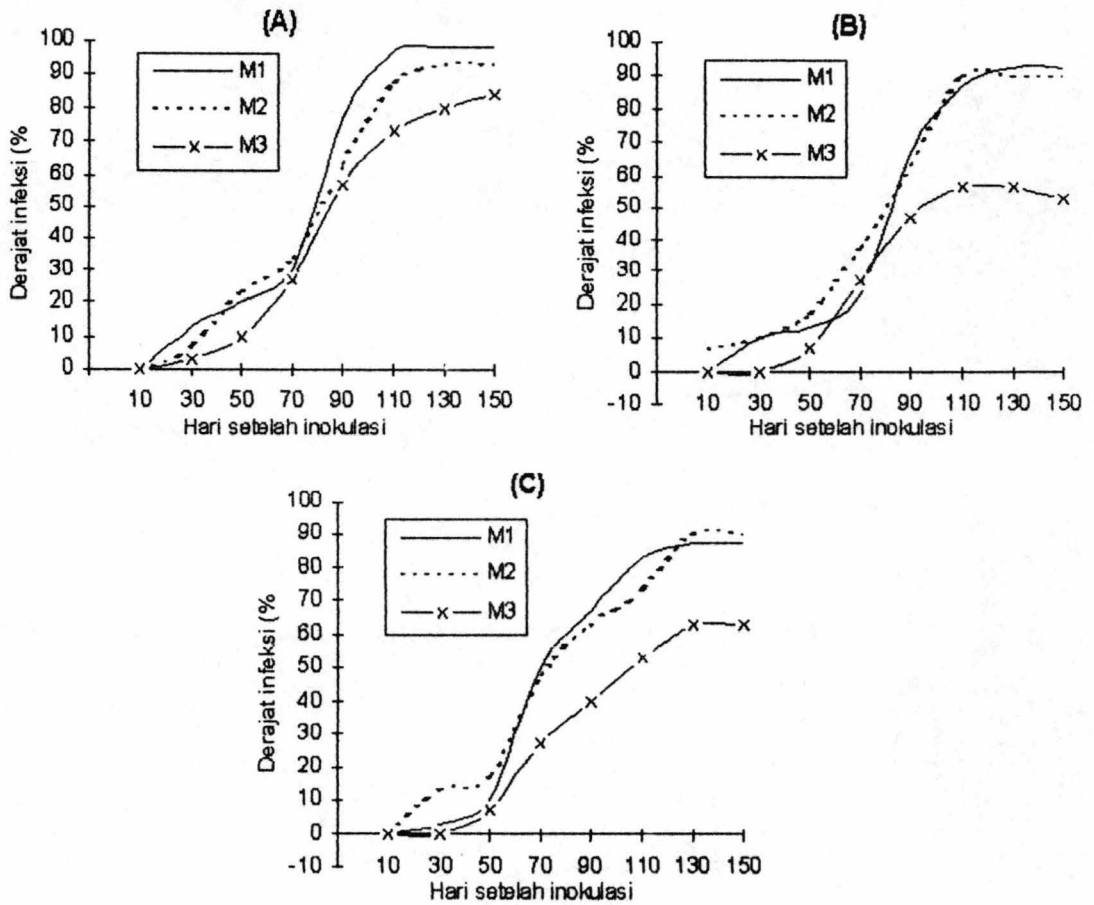 (A)
Derajat infeksi (%
100
90
80
70
60
50
40
30
20
10
0
M1
M2
M3
10 30 50 70 90 110 130 150
Hari setelah inokulasi
(B)
Derajat infeksi (%
100
90
80
70
60
50
40
30
20
10
0
-10
M1
M2
M3
10 30 50 70 90 110 130 150
Hari setelah inokulasi
(C)
Derajat infeksi (%
100
90
80
70
60
50
40
30
20
10
0
-10
M1
M2
M3
10 30 50 70 90 110 130 150
Hari setelah inokulasi